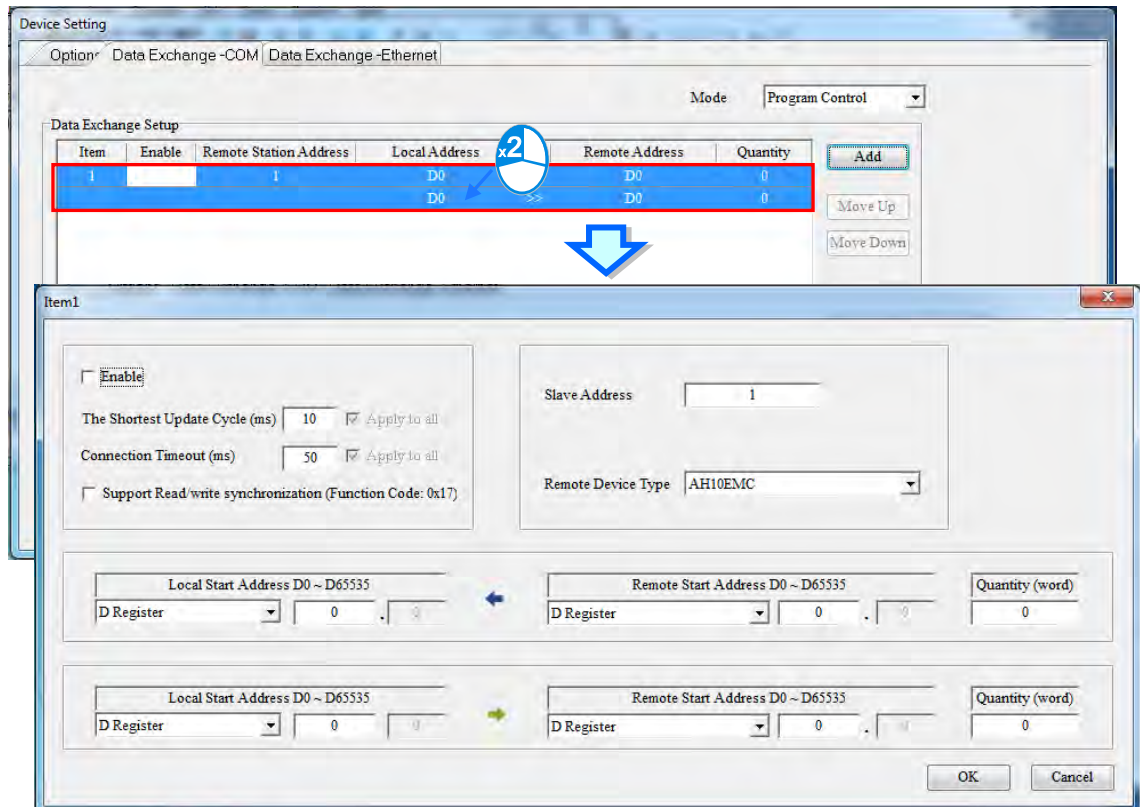 Device Setting
Options Data Exchange -COM Data Exchange -Ethernet
Mode Program Control
Data Exchange Setup
Item Enable Remote Station Address Local Address Remote Address Quantity
x2
1 1 D0 D0 0
D0 >> D0 0
Add
Move Up
Move Down
Item1
Enable
The Shortest Update Cycle (ms) 10 Apply to all
Connection Timeout (ms) 50 Apply to all
Support Read/write synchronization (Function Code: 0x17)
Slave Address 1
Remote Device Type AH10EMC
Local Start Address D0 ~ D65535 Remote Start Address D0 ~ D65535 Quantity (word)
D Register 0 . 0 D Register 0 . 0 0
Local Start Address D0 ~ D65535 Remote Start Address D0 ~ D65535 Quantity (word)
D Register 0 0 D Register 0 . 0 0
OK Cancel